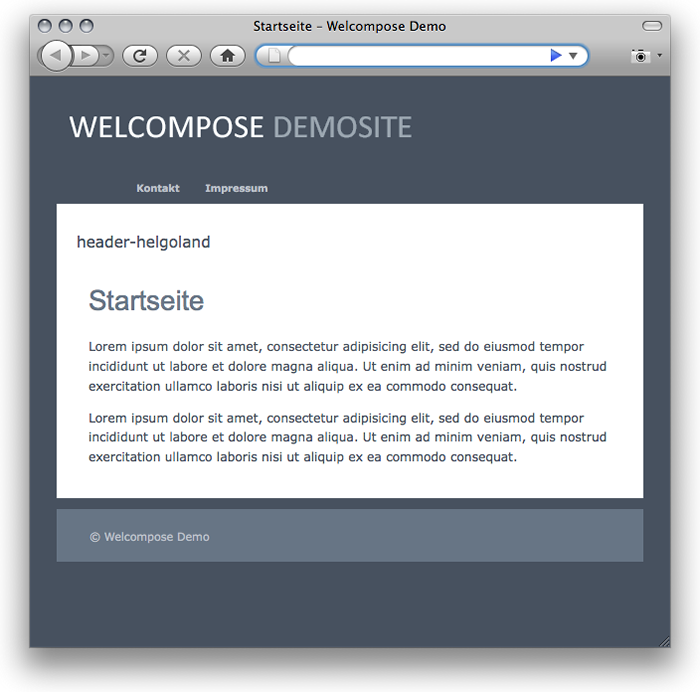 Startseite – Welcompose Demo
WELCOMPOSE DEMOSITE
Kontakt Impressum
header-helgoland
Startseite
Lorem ipsum dolor sit amet, consectetur adipisicing elit, sed do eiusmod tempor
incididunt ut labore et dolore magna aliqua. Ut enim ad minim veniam, quis nostrud
exercitation ullamco laboris nisi ut aliquip ex ea commodo consequat.
Lorem ipsum dolor sit amet, consectetur adipisicing elit, sed do eiusmod tempor
incididunt ut labore et dolore magna aliqua. Ut enim ad minim veniam, quis nostrud
exercitation ullamco laboris nisi ut aliquip ex ea commodo consequat.
© Welcompose Demo